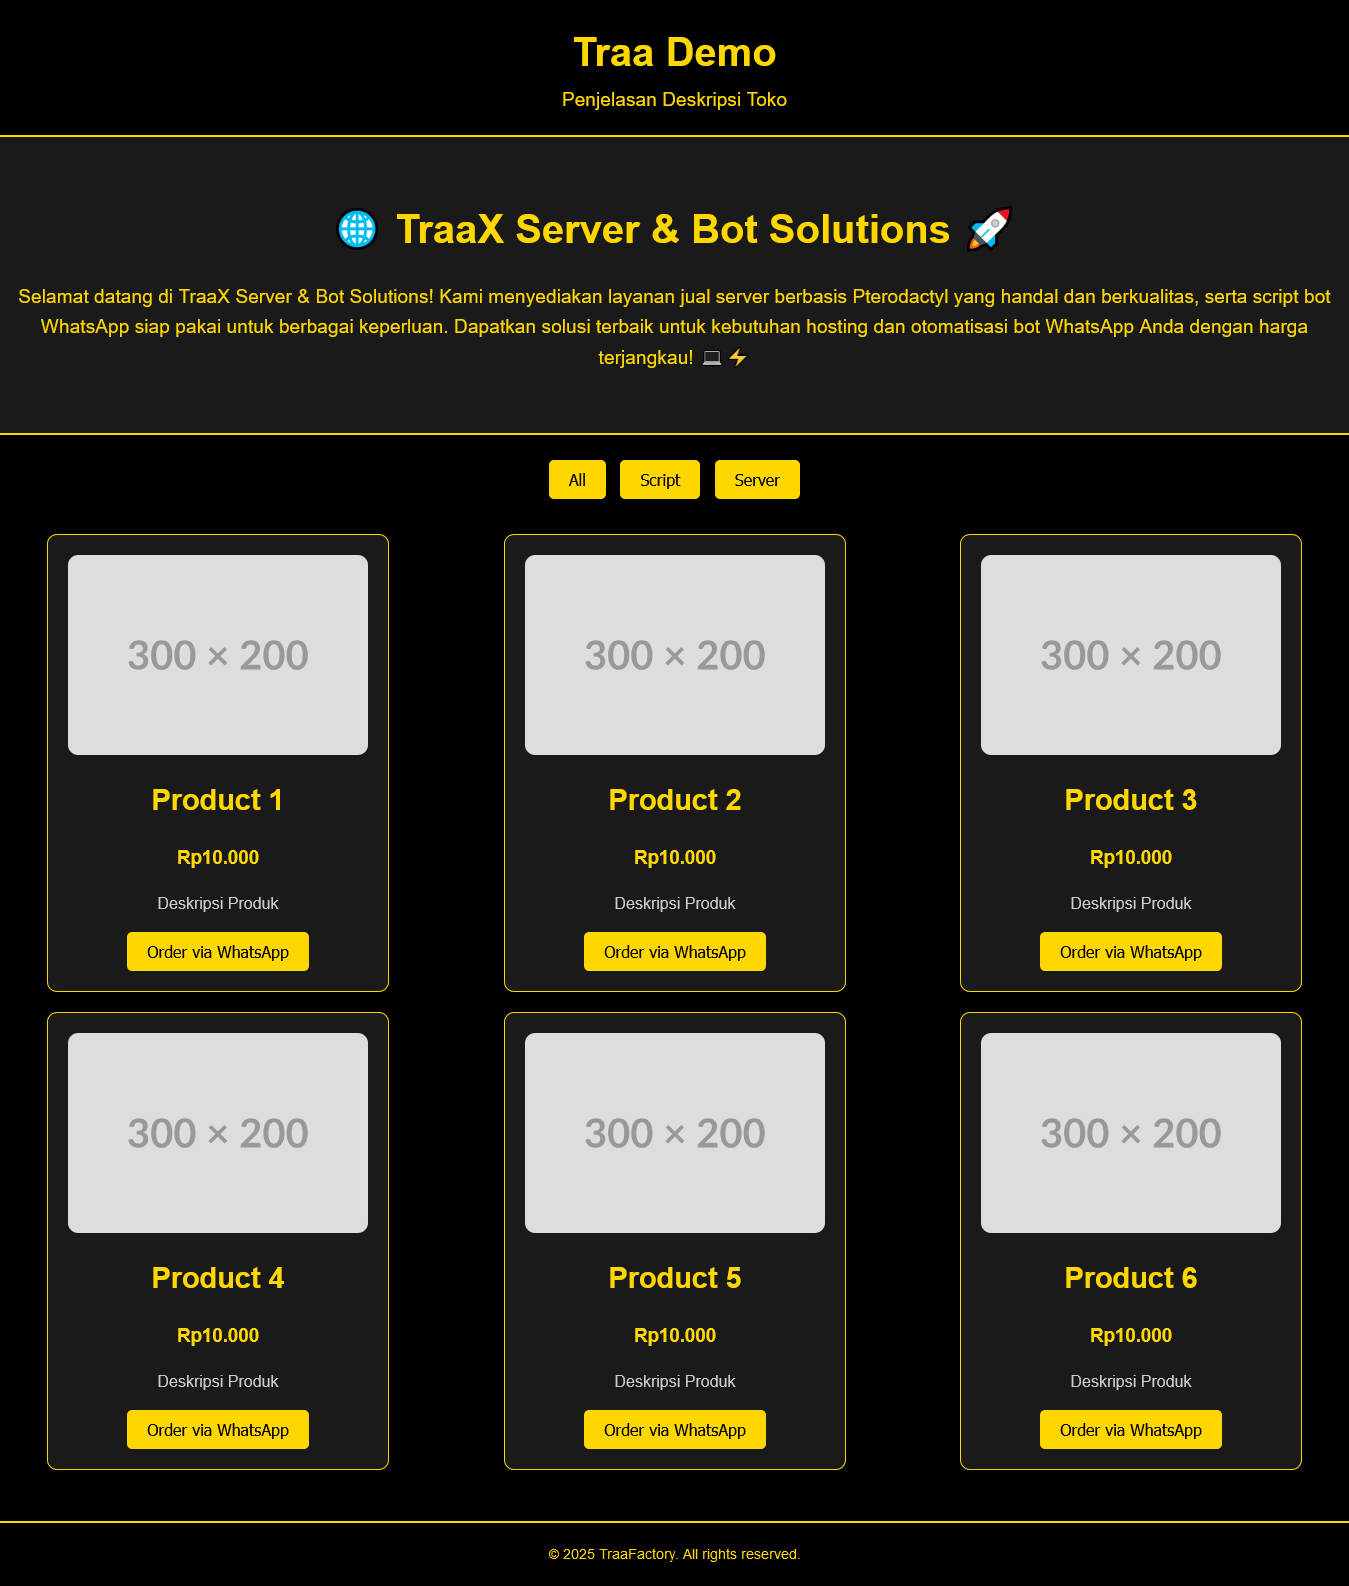 Traa Demo
Penjelasan Deskripsi Toko
🌐 TraaX Server & Bot Solutions 🚀
Selamat datang di TraaX Server & Bot Solutions! Kami menyediakan layanan jual server berbasis Pterodactyl yang handal dan berkualitas, serta script bot
WhatsApp siap pakai untuk berbagai keperluan. Dapatkan solusi terbaik untuk kebutuhan hosting dan otomatisasi bot WhatsApp Anda dengan harga
terjangkau! 💻⚡
All Script Server
300 × 200
Product 1
Rp10.000
Deskripsi Produk
Order via WhatsApp
300 × 200
Product 2
Rp10.000
Deskripsi Produk
Order via WhatsApp
300 × 200
Product 3
Rp10.000
Deskripsi Produk
Order via WhatsApp
300 × 200
Product 4
Rp10.000
Deskripsi Produk
Order via WhatsApp
300 × 200
Product 5
Rp10.000
Deskripsi Produk
Order via WhatsApp
300 × 200
Product 6
Rp10.000
Deskripsi Produk
Order via WhatsApp
© 2025 TraaFactory. All rights reserved.